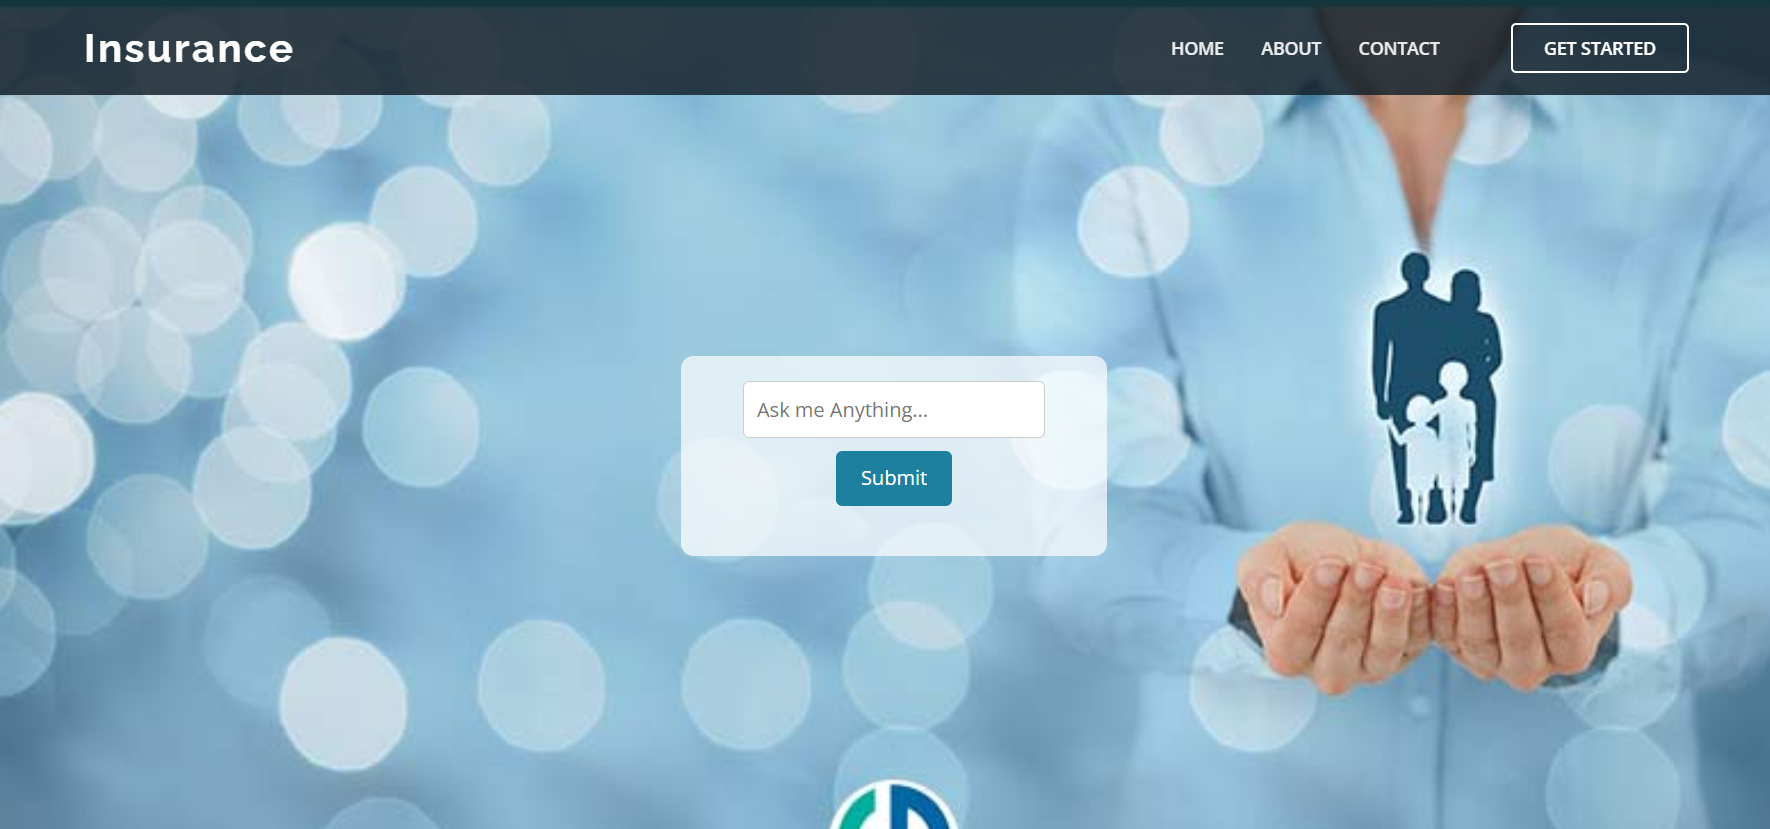 Insurance
HOME ABOUT CONTACT GET STARTED
Ask me Anything...
Submit